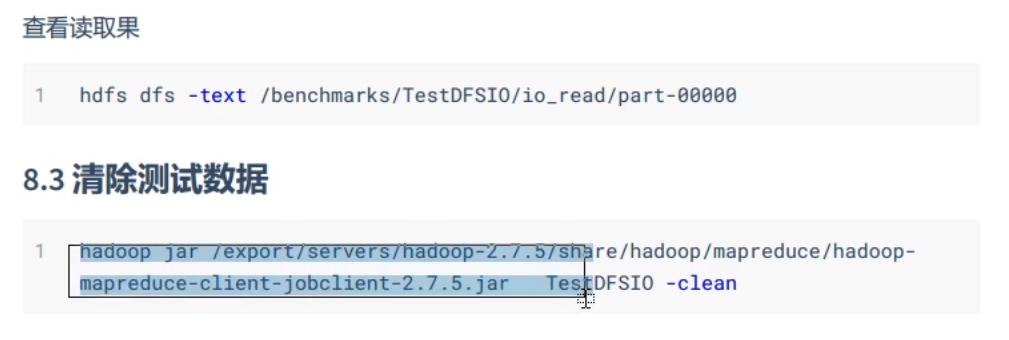 查看读取果
1 hdfs dfs -text /benchmarks/TestDFSIO/io_read/part-00000
8.3 清除测试数据
1 hadoop jar /export/servers/hadoop-2.7.5/share/hadoop/mapreduce/hadoop-
mapreduce-client-jobclient-2.7.5.jar   TestDFSIO -clean